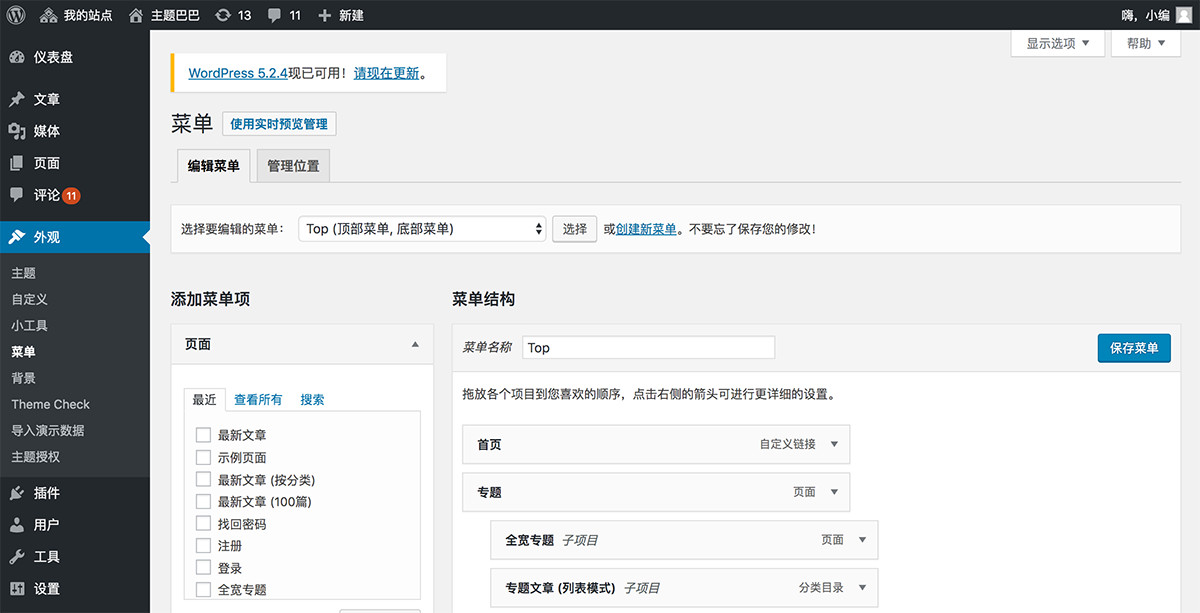 我的站点 主题巴巴 13 11 新建 嗨，小编
显示选项 帮助
仪表盘
文章
媒体
页面
评论 11
外观
主题
自定义
小工具
菜单
背景
Theme Check
导入演示数据
主题授权
插件
用户
工具
设置
WordPress 5.2.4现已可用！请现在更新。
菜单 使用实时预览管理
编辑菜单 管理位置
选择要编辑的菜单： Top (顶部菜单, 底部菜单) 选择 或创建新菜单。不要忘了保存您的修改！
添加菜单项
页面
最近 查看所有 搜索
最新文章
示例页面
最新文章 (按分类)
最新文章 (100篇)
找回密码
注册
登录
全宽专题
菜单结构
菜单名称 Top 保存菜单
拖放各个项目到您喜欢的顺序，点击右侧的箭头可进行更详细的设置。
首页 自定义链接
专题 页面
全宽专题 子项目 页面
专题文章 (列表模式) 子项目 分类目录